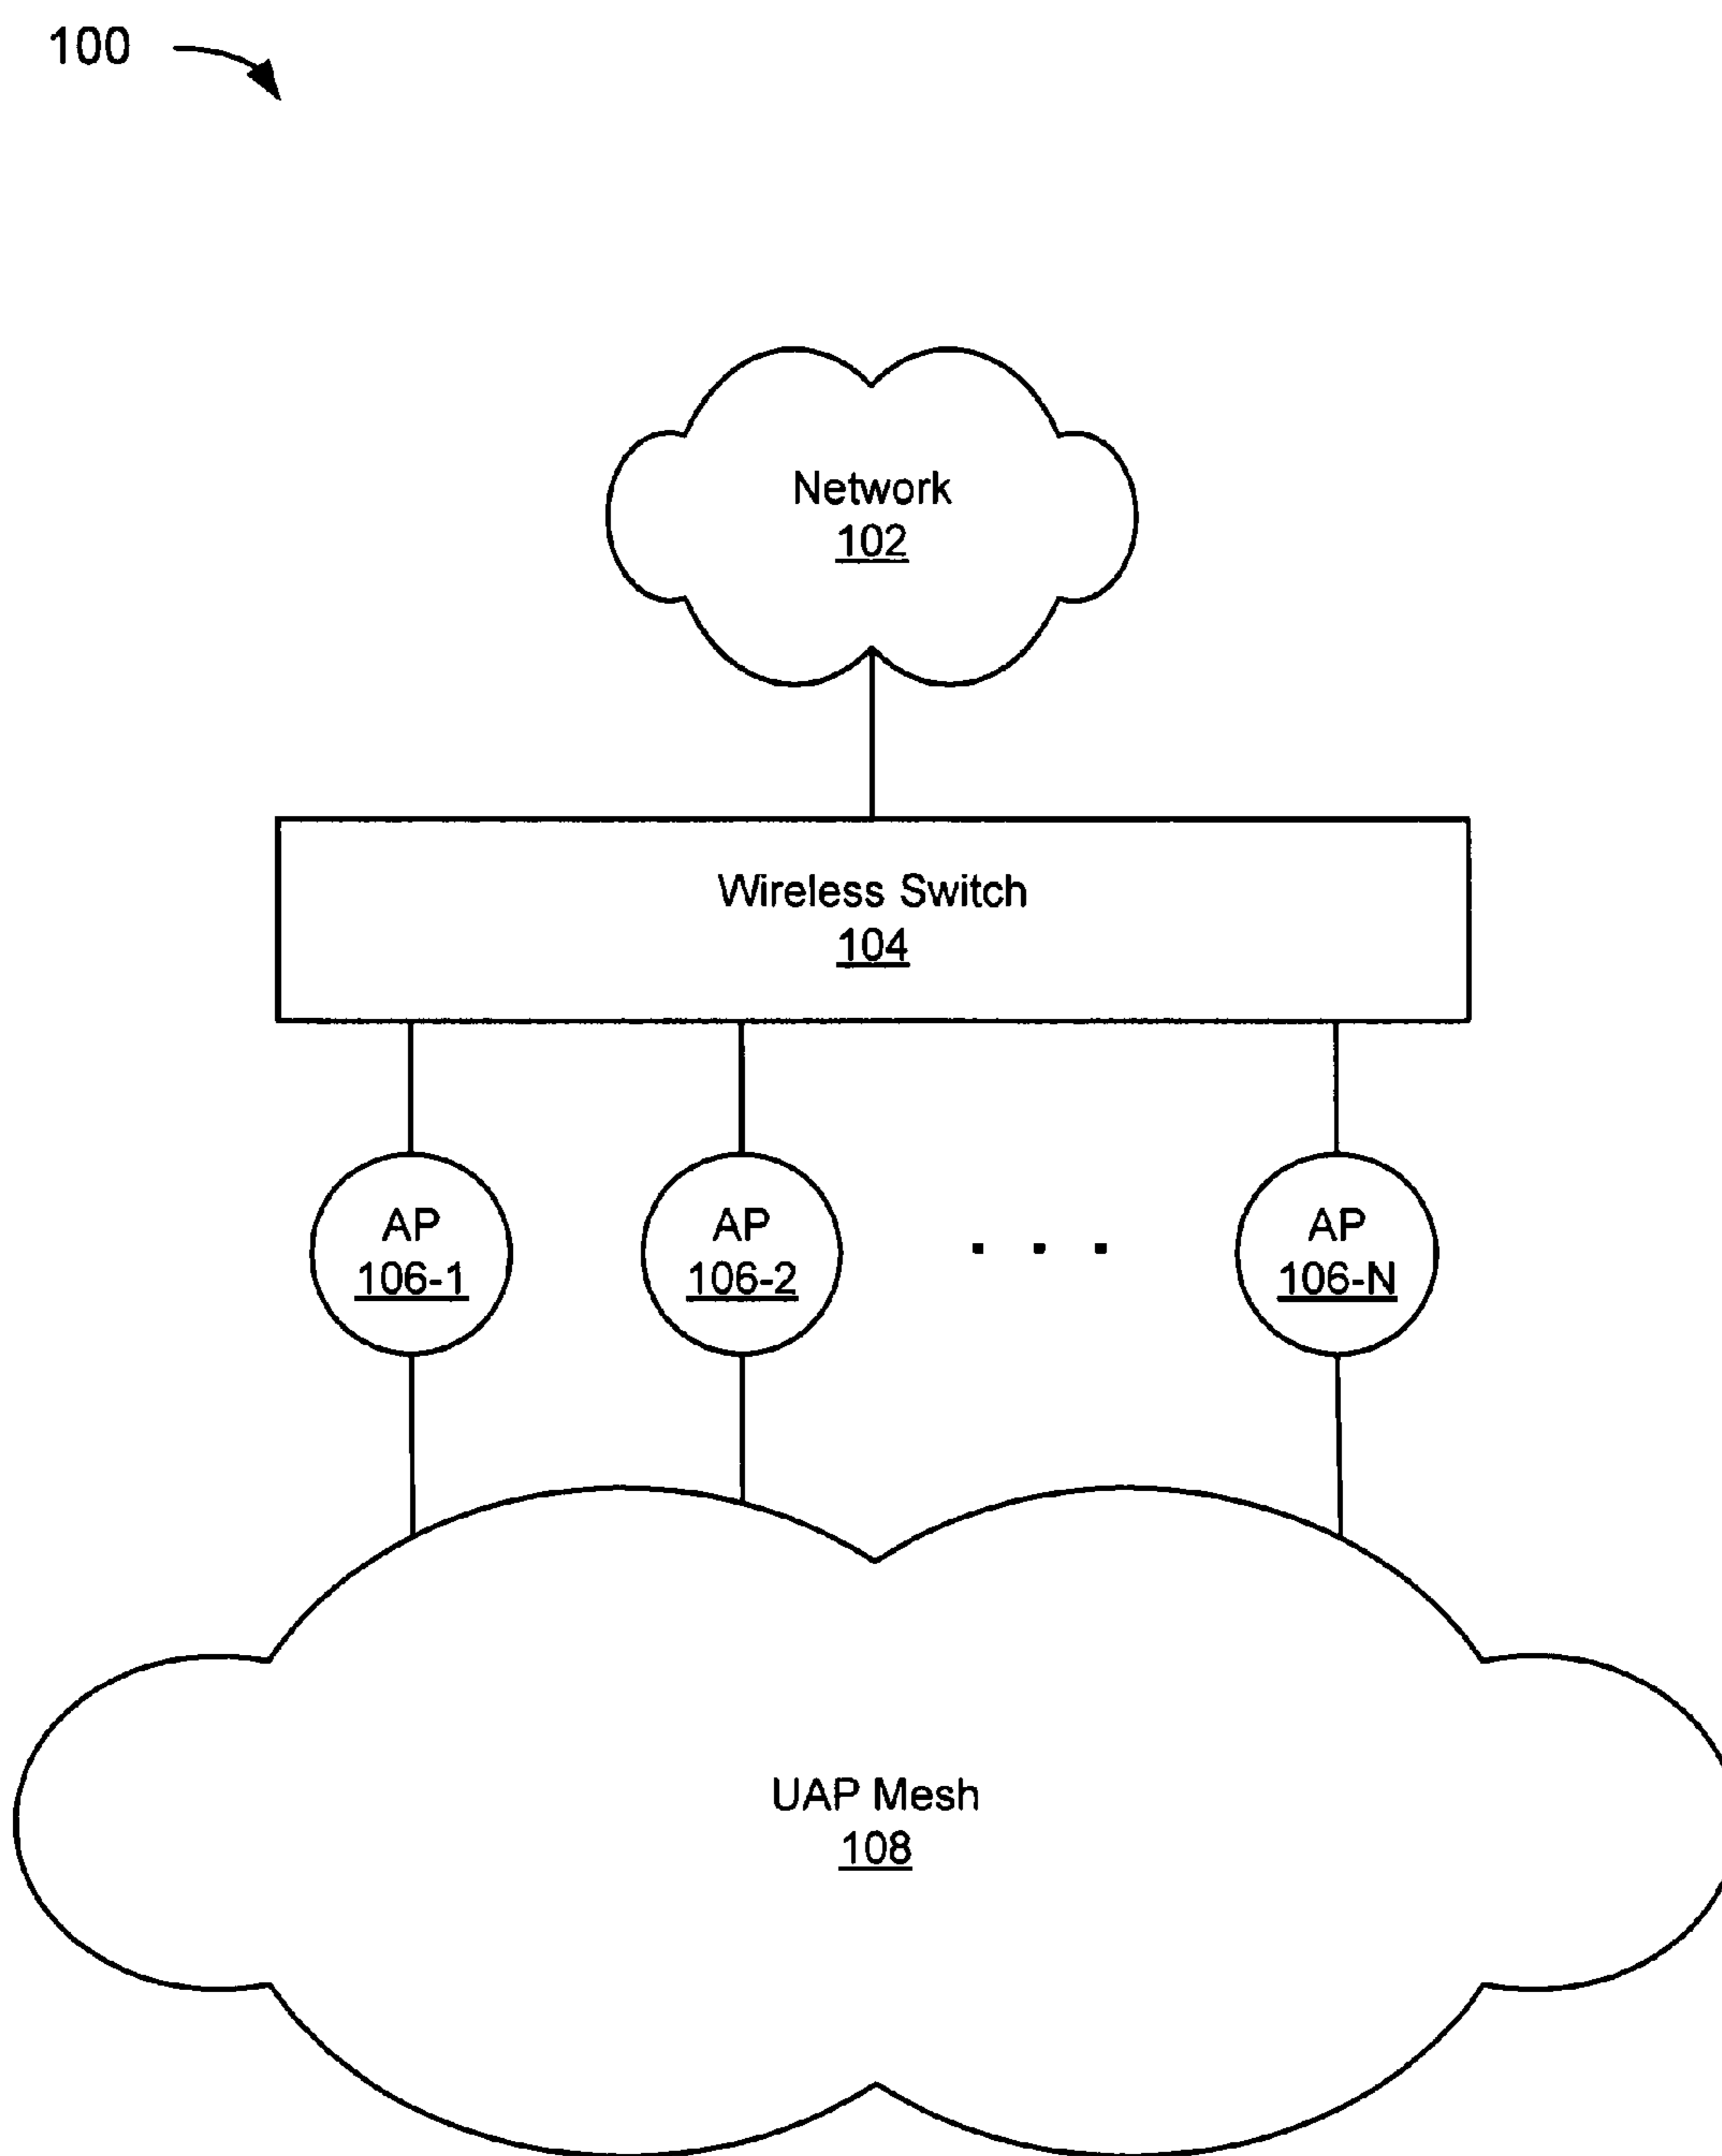 100
Network
102
Wireless Switch
104
AP
106-1
AP
106-2
. . .
AP
106-N
UAP Mesh
108